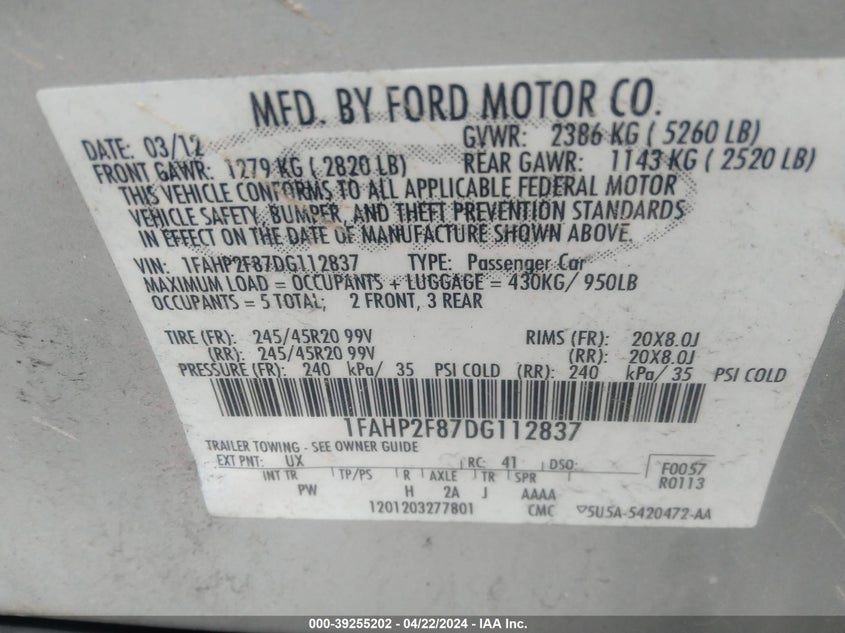 MFD. BY FORD MOTOR CO.
DATE: 03/12 GVWR: 2386 KG ( 5260 LB)
FRONT GAWR: 1279 KG ( 2820 LB) REAR GAWR: 1143 KG ( 2520 LB)
THIS VEHICLE CONFORMS TO ALL APPLICABLE FEDERAL MOTOR
VEHICLE SAFETY, BUMPER, AND THEFT PREVENTION STANDARDS
IN EFFECT ON THE DATE OF MANUFACTURE SHOWN ABOVE.
VIN: 1FAHP2F87DG112837 TYPE: Passenger Car
MAXIMUM LOAD = OCCUPANTS + LUGGAGE = 430KG/ 950LB
OCCUPANTS = 5 TOTAL; 2 FRONT, 3 REAR
TIRE (FR): 245/45R20 99V RIMS (FR): 20X8.0J
(RR): 245/45R20 99V (RR): 20X8.0J
PRESSURE (FR): 240 kPa/ 35 PSI COLD (RR): 240 kPa/ 35 PSI COLD
1FAHP2F87DG112837
TRAILER TOWING - SEE OWNER GUIDE
EXT PNT: UX RC: 41 DSO: F0057
INT TR TP/PS R AXLE TR SPR R0113
PW H 2A J AAAA
1201203277801 CMC ▽5U5A-5420472-AA
000-39255202 - 04/22/2024 - IAA Inc.